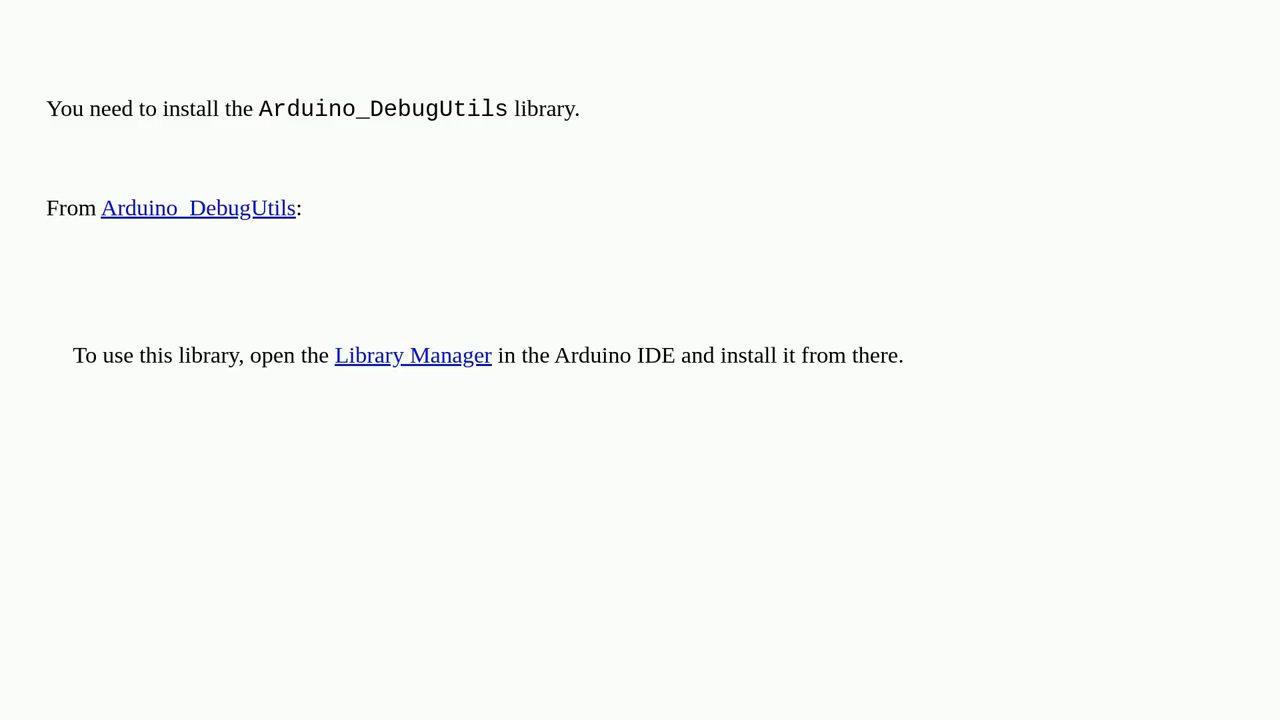 You need to install the Arduino_DebugUtils library.
From Arduino_DebugUtils:
To use this library, open the Library Manager in the Arduino IDE and install it from there.